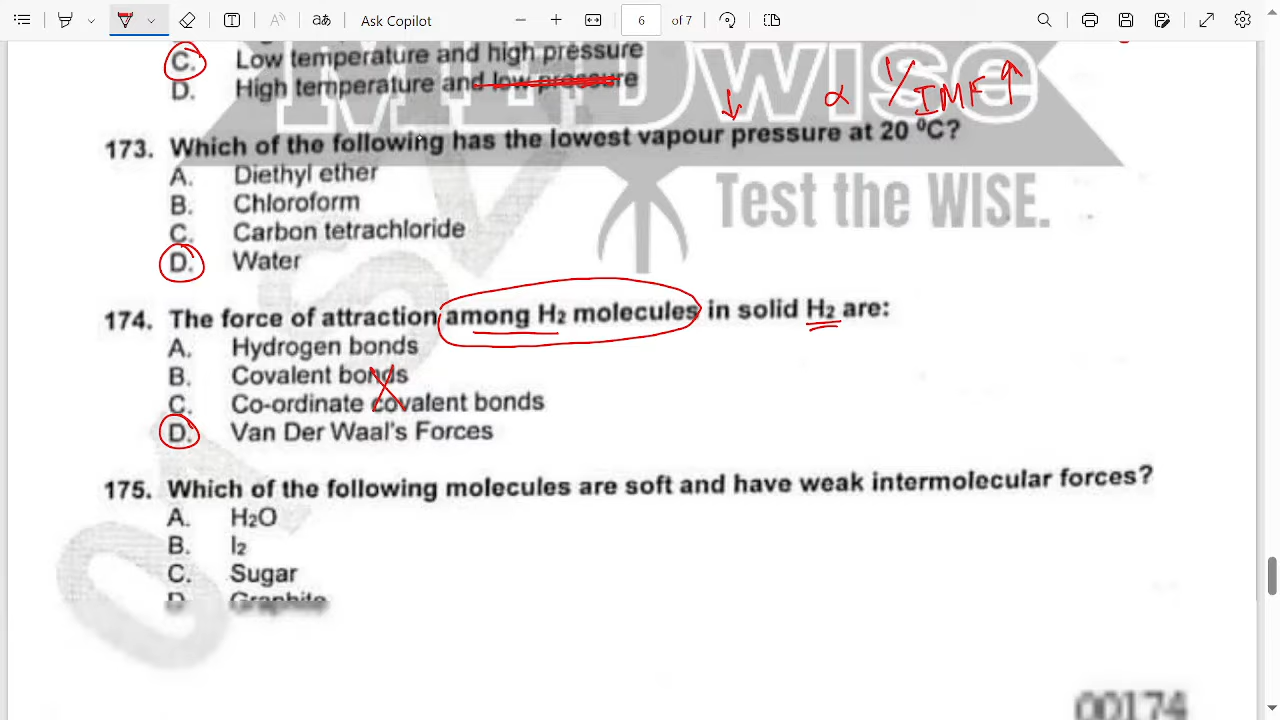 Ask Copilot
6 of 7
C. Low temperature and high pressure
D. High temperature and low pressure
∝ 1/IMF ↑
↓
MEDwise
173. Which of the following has the lowest vapour pressure at 20 ⁰C?
A. Diethyl ether
Test the WISE.
B. Chloroform
C. Carbon tetrachloride
D. Water
174. The force of attraction among H₂ molecules in solid H₂ are:
A. Hydrogen bonds
B. Covalent bonds
C. Co-ordinate covalent bonds
D. Van Der Waal's Forces
175. Which of the following molecules are soft and have weak intermolecular forces?
A. H₂O
B. I₂
C. Sugar
D. Graphite
00174